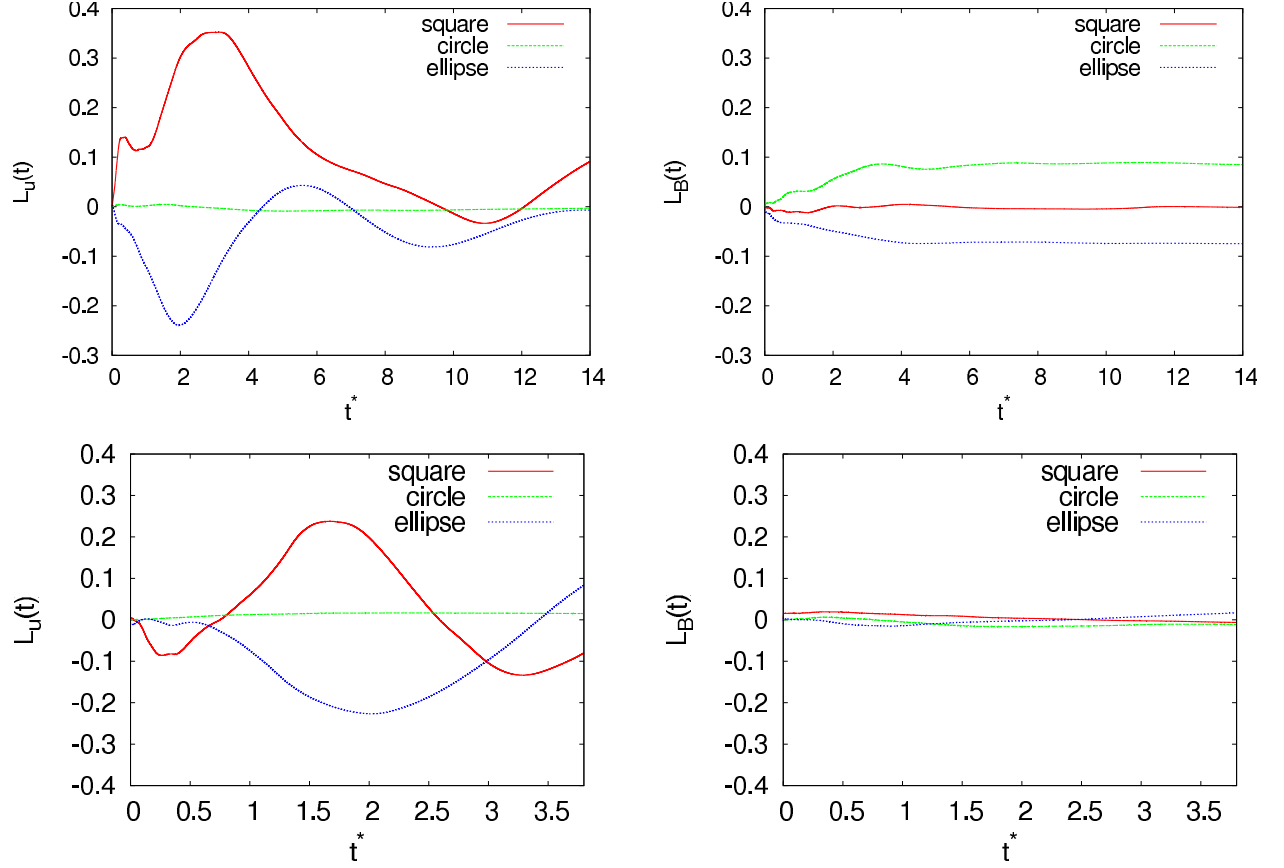 0.4
0.3
0.2
0.1
0
-0.1
-0.2
-0.3
L_u(t)
square
circle
ellipse
0 2 4 6 8 10 12 14
t*
0.4
0.3
0.2
0.1
0
-0.1
-0.2
-0.3
L_B(t)
square
circle
ellipse
0 2 4 6 8 10 12 14
t*
0.4
0.3
0.2
0.1
0
-0.1
-0.2
-0.3
-0.4
L_u(t)
square
circle
ellipse
0 0.5 1 1.5 2 2.5 3 3.5
t*
0.4
0.3
0.2
0.1
0
-0.1
-0.2
-0.3
-0.4
L_B(t)
square
circle
ellipse
0 0.5 1 1.5 2 2.5 3 3.5
t*